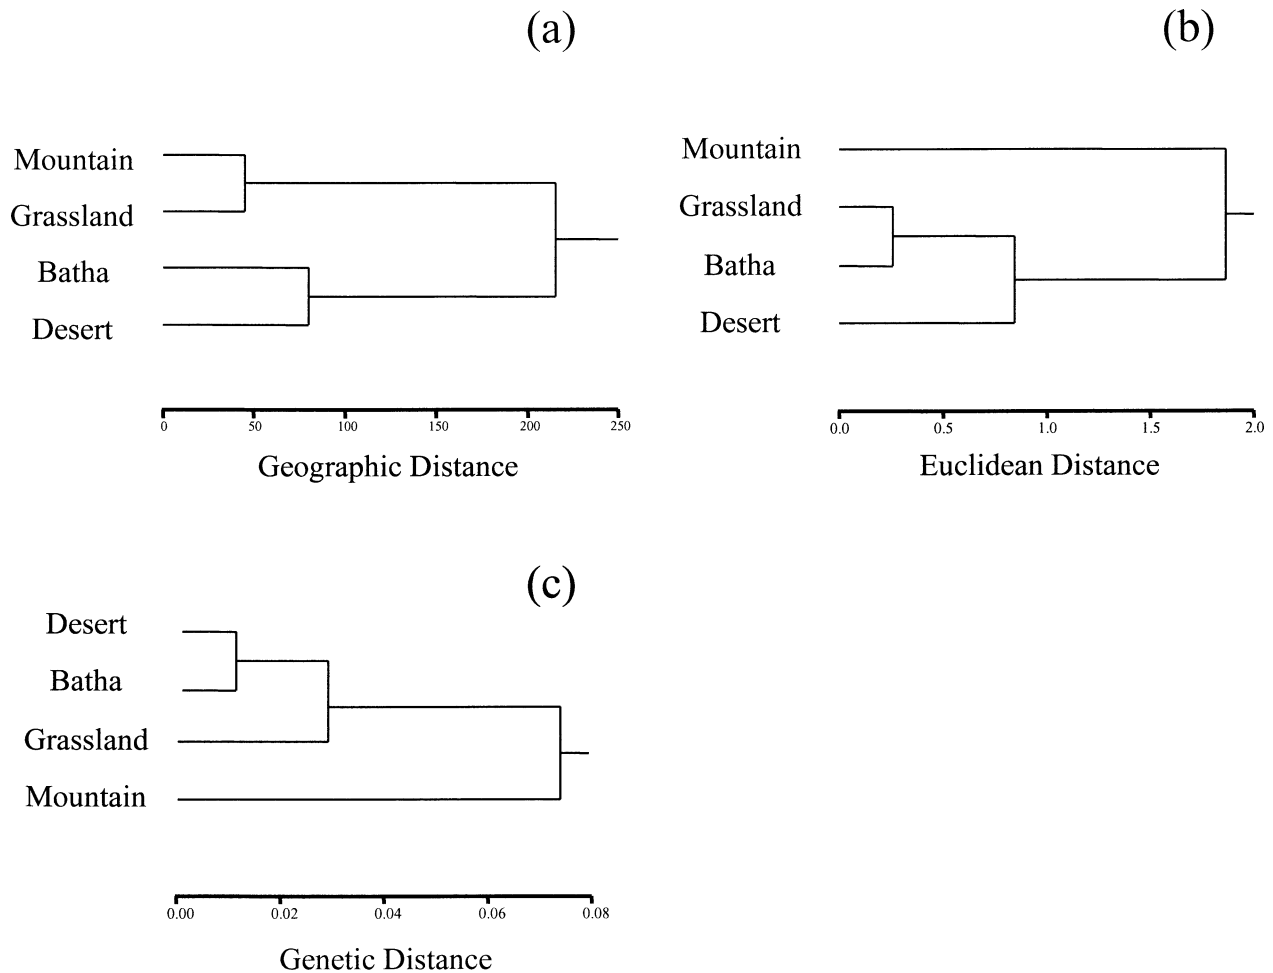 (a)
Mountain
Grassland
Batha
Desert
0 50 100 150 200 250
Geographic Distance
(b)
Mountain
Grassland
Batha
Desert
0.0 0.5 1.0 1.5 2.0
Euclidean Distance
(c)
Desert
Batha
Grassland
Mountain
0.00 0.02 0.04 0.06 0.08
Genetic Distance